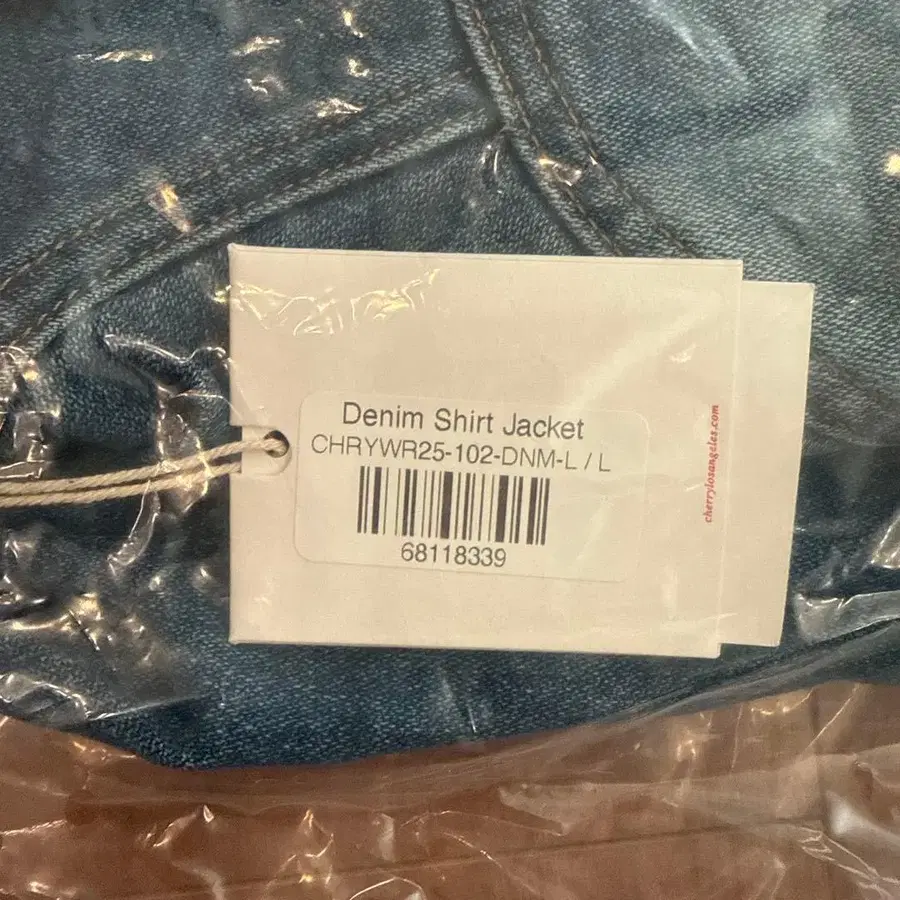 Denim Shirt Jacket
CHRYWR25-102-DNM-L / L
68118339
cherrylosangeles.com